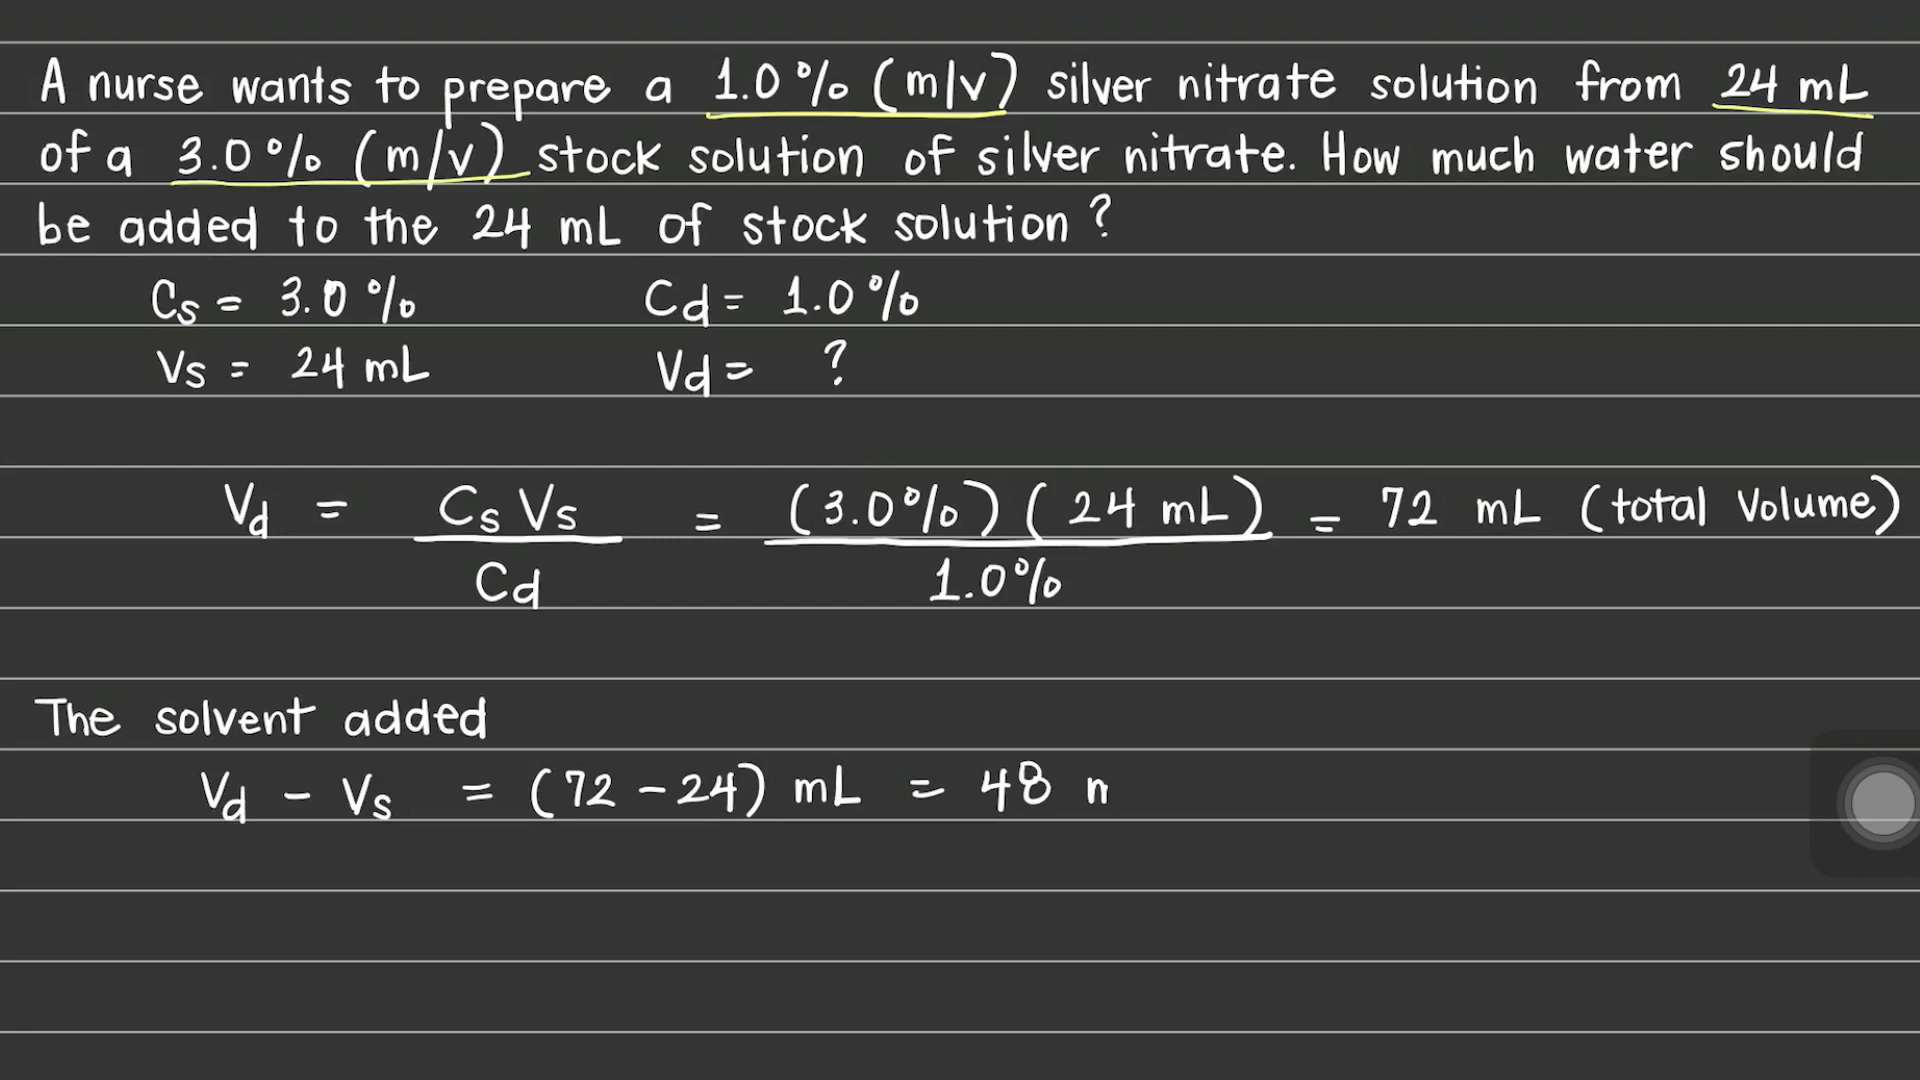 A nurse wants to prepare a 1.0% (m/v) silver nitrate solution from 24 mL
of a 3.0% (m/v) stock solution of silver nitrate. How much water should
be added to the 24 mL of stock solution?
Cs = 3.0% Cd = 1.0%
Vs = 24 mL Vd = ?
Vd = Cs Vs / Cd = (3.0%)(24 mL) / 1.0% = 72 mL (total Volume)
The solvent added
Vd - Vs = (72 - 24) mL = 48 n